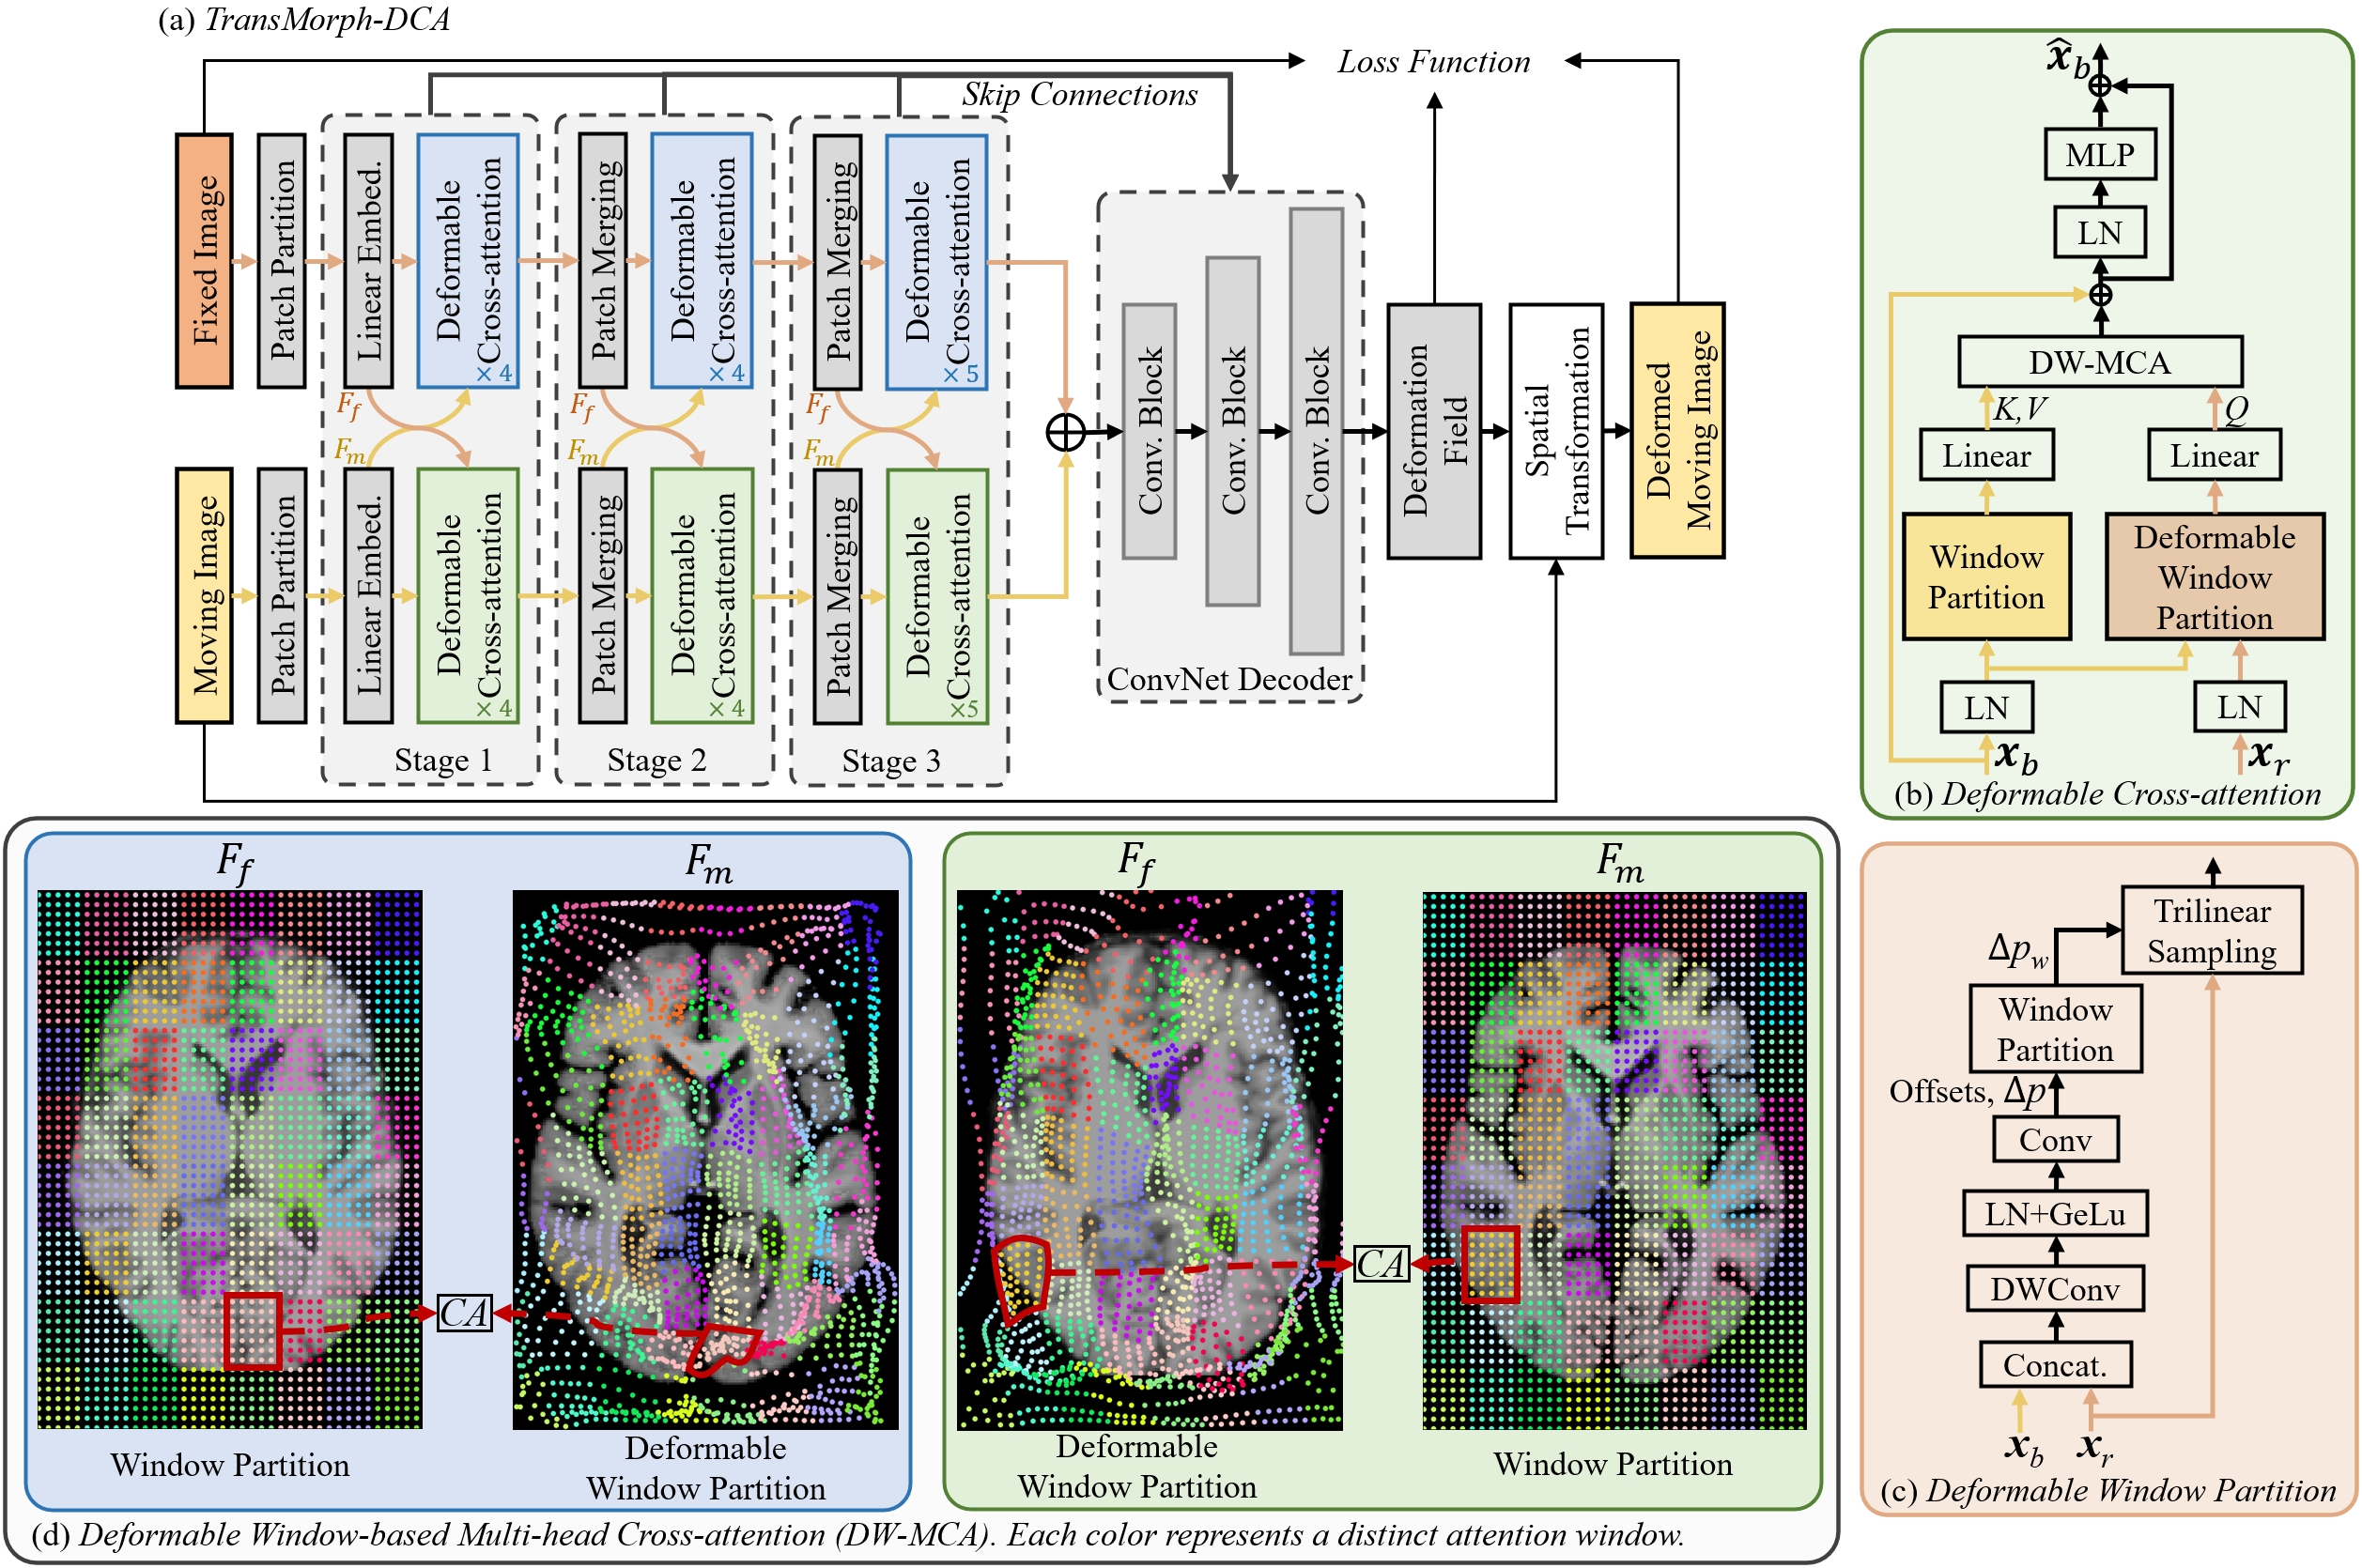 (a) TransMorph-DCA
Loss Function
Skip Connections
Fixed Image
Patch Partition
Linear Embed.
Deformable
Cross-attention
× 4
Patch Merging
Deformable
Cross-attention
× 4
Patch Merging
Deformable
Cross-attention
× 5
F_f
F_m
F_f
F_m
F_f
F_m
Moving Image
Patch Partition
Linear Embed.
Deformable
Cross-attention
× 4
Patch Merging
Deformable
Cross-attention
× 4
Patch Merging
Deformable
Cross-attention
×5
Stage 1
Stage 2
Stage 3
Conv. Block
Conv. Block
Conv. Block
ConvNet Decoder
Deformation
Field
Spatial
Transformation
Deformed
Moving Image
x̂_b
MLP
LN
DW-MCA
K,V
Q
Linear
Linear
Window
Partition
Deformable
Window
Partition
LN
LN
x_b
x_r
(b) Deformable Cross-attention
Trilinear
Sampling
Δp_w
Window
Partition
Offsets, Δp
Conv
LN+GeLu
DWConv
Concat.
x_b
x_r
(c) Deformable Window Partition
F_f
F_m
CA
Window Partition
Deformable
Window Partition
F_f
F_m
CA
Deformable
Window Partition
Window Partition
(d) Deformable Window-based Multi-head Cross-attention (DW-MCA). Each color represents a distinct attention window.